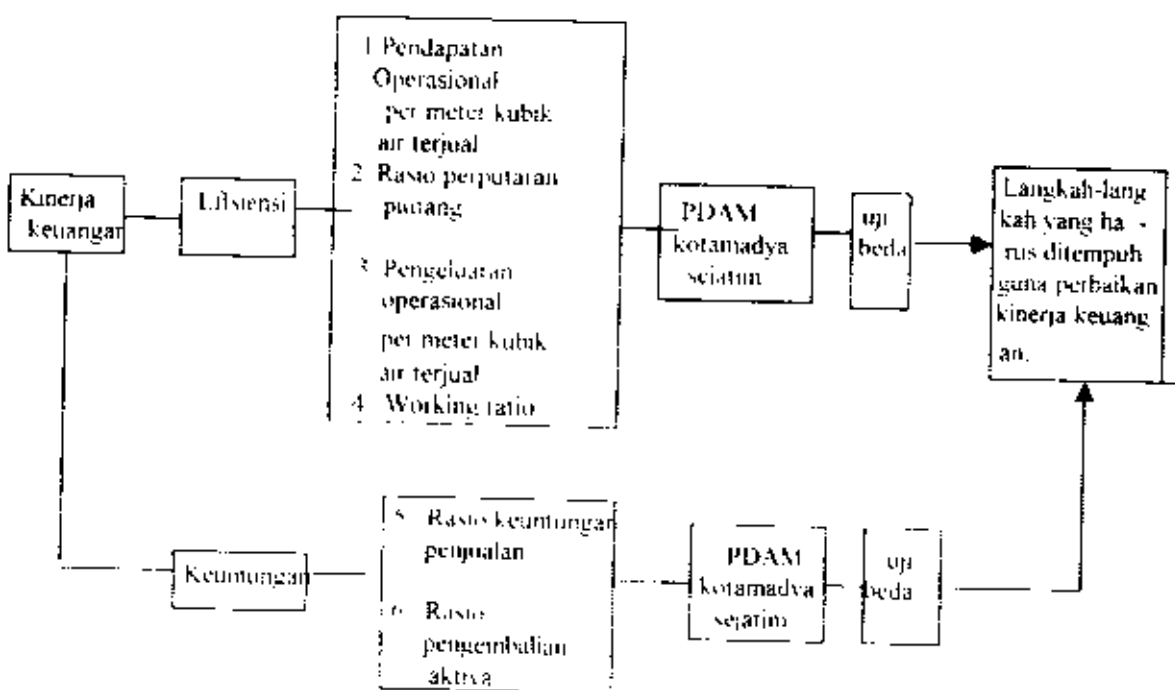 Kinerja
keuangan
Efisiensi
1 Pendapatan
Operasional
per meter kubik
air terjual
2 Rasio perputaran
piutang
3 Pengeluaran
operasional
per meter kubik
air terjual
4 Working ratio
PDAM
kotamadya
sejatim
uji
beda
Langkah-lang
kah yang ha -
rus ditempuh
guna perbaikan
kinerja keuang
an.
Keuntungan
5 Rasio keuntungan
penjualan
6 Rasio
pengembalian
aktiva
PDAM
kotamadya
sejatim
uji
beda